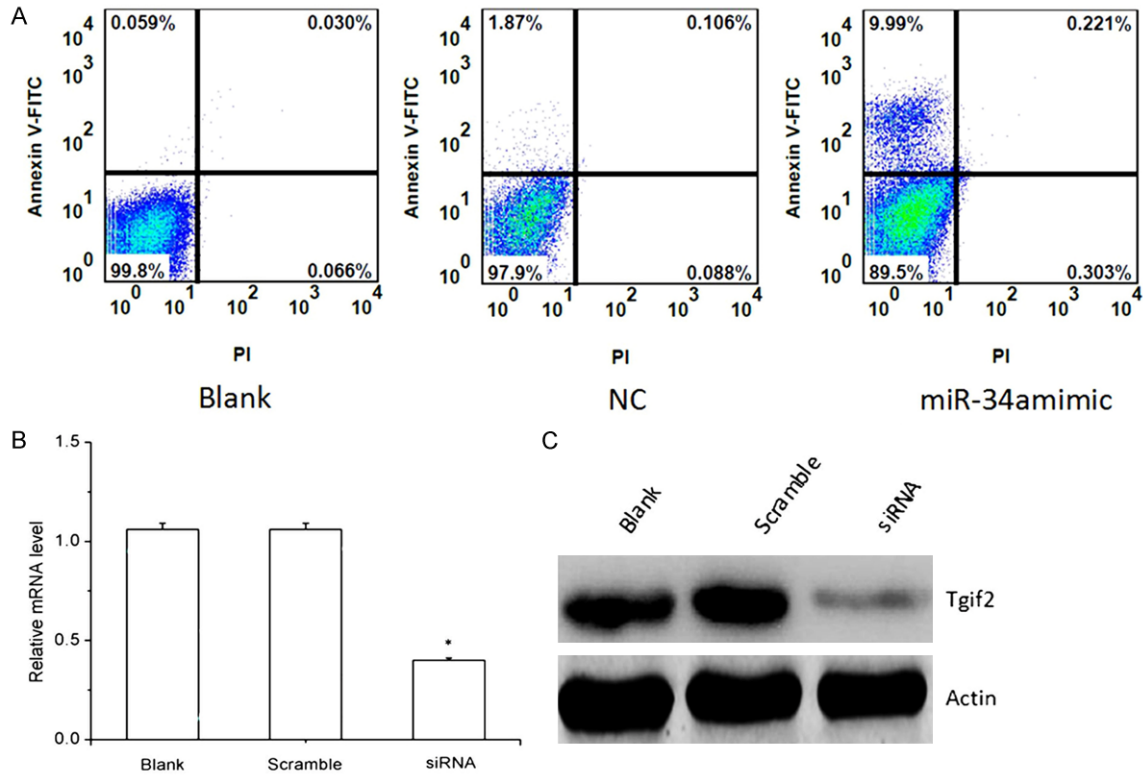 A
Annexin V-FITC
10^4
10^3
10^2
10^1
10^0
0.059%
0.030%
99.8%
0.066%
10^0 10^1 10^2 10^3 10^4
PI
Blank
Annexin V-FITC
10^4
10^3
10^2
10^1
10^0
1.87%
0.106%
97.9%
0.088%
10^0 10^1 10^2 10^3 10^4
PI
NC
Annexin V-FITC
10^4
10^3
10^2
10^1
10^0
9.99%
0.221%
89.5%
0.303%
10^0 10^1 10^2 10^3 10^4
PI
miR-34amimic
B
Relative mRNA level
1.5
1.0
0.5
0.0
*
Blank Scramble siRNA
C
Blank Scramble siRNA
Tgif2
Actin